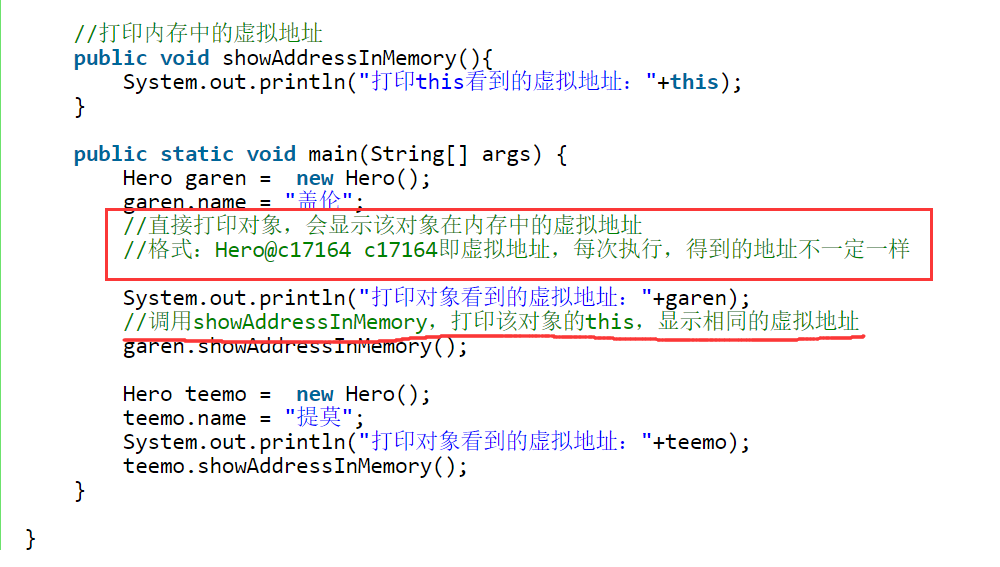 //打印内存中的虚拟地址
public void showAddressInMemory(){
System.out.println("打印this看到的虚拟地址："+this);
}
public static void main(String[] args) {
Hero garen =  new Hero();
garen.name = "盖伦";
//直接打印对象，会显示该对象在内存中的虚拟地址
//格式：Hero@c17164 c17164即虚拟地址，每次执行，得到的地址不一定一样
System.out.println("打印对象看到的虚拟地址："+garen);
//调用showAddressInMemory，打印该对象的this，显示相同的虚拟地址
garen.showAddressInMemory();
Hero teemo =  new Hero();
teemo.name = "提莫";
System.out.println("打印对象看到的虚拟地址："+teemo);
teemo.showAddressInMemory();
}
}